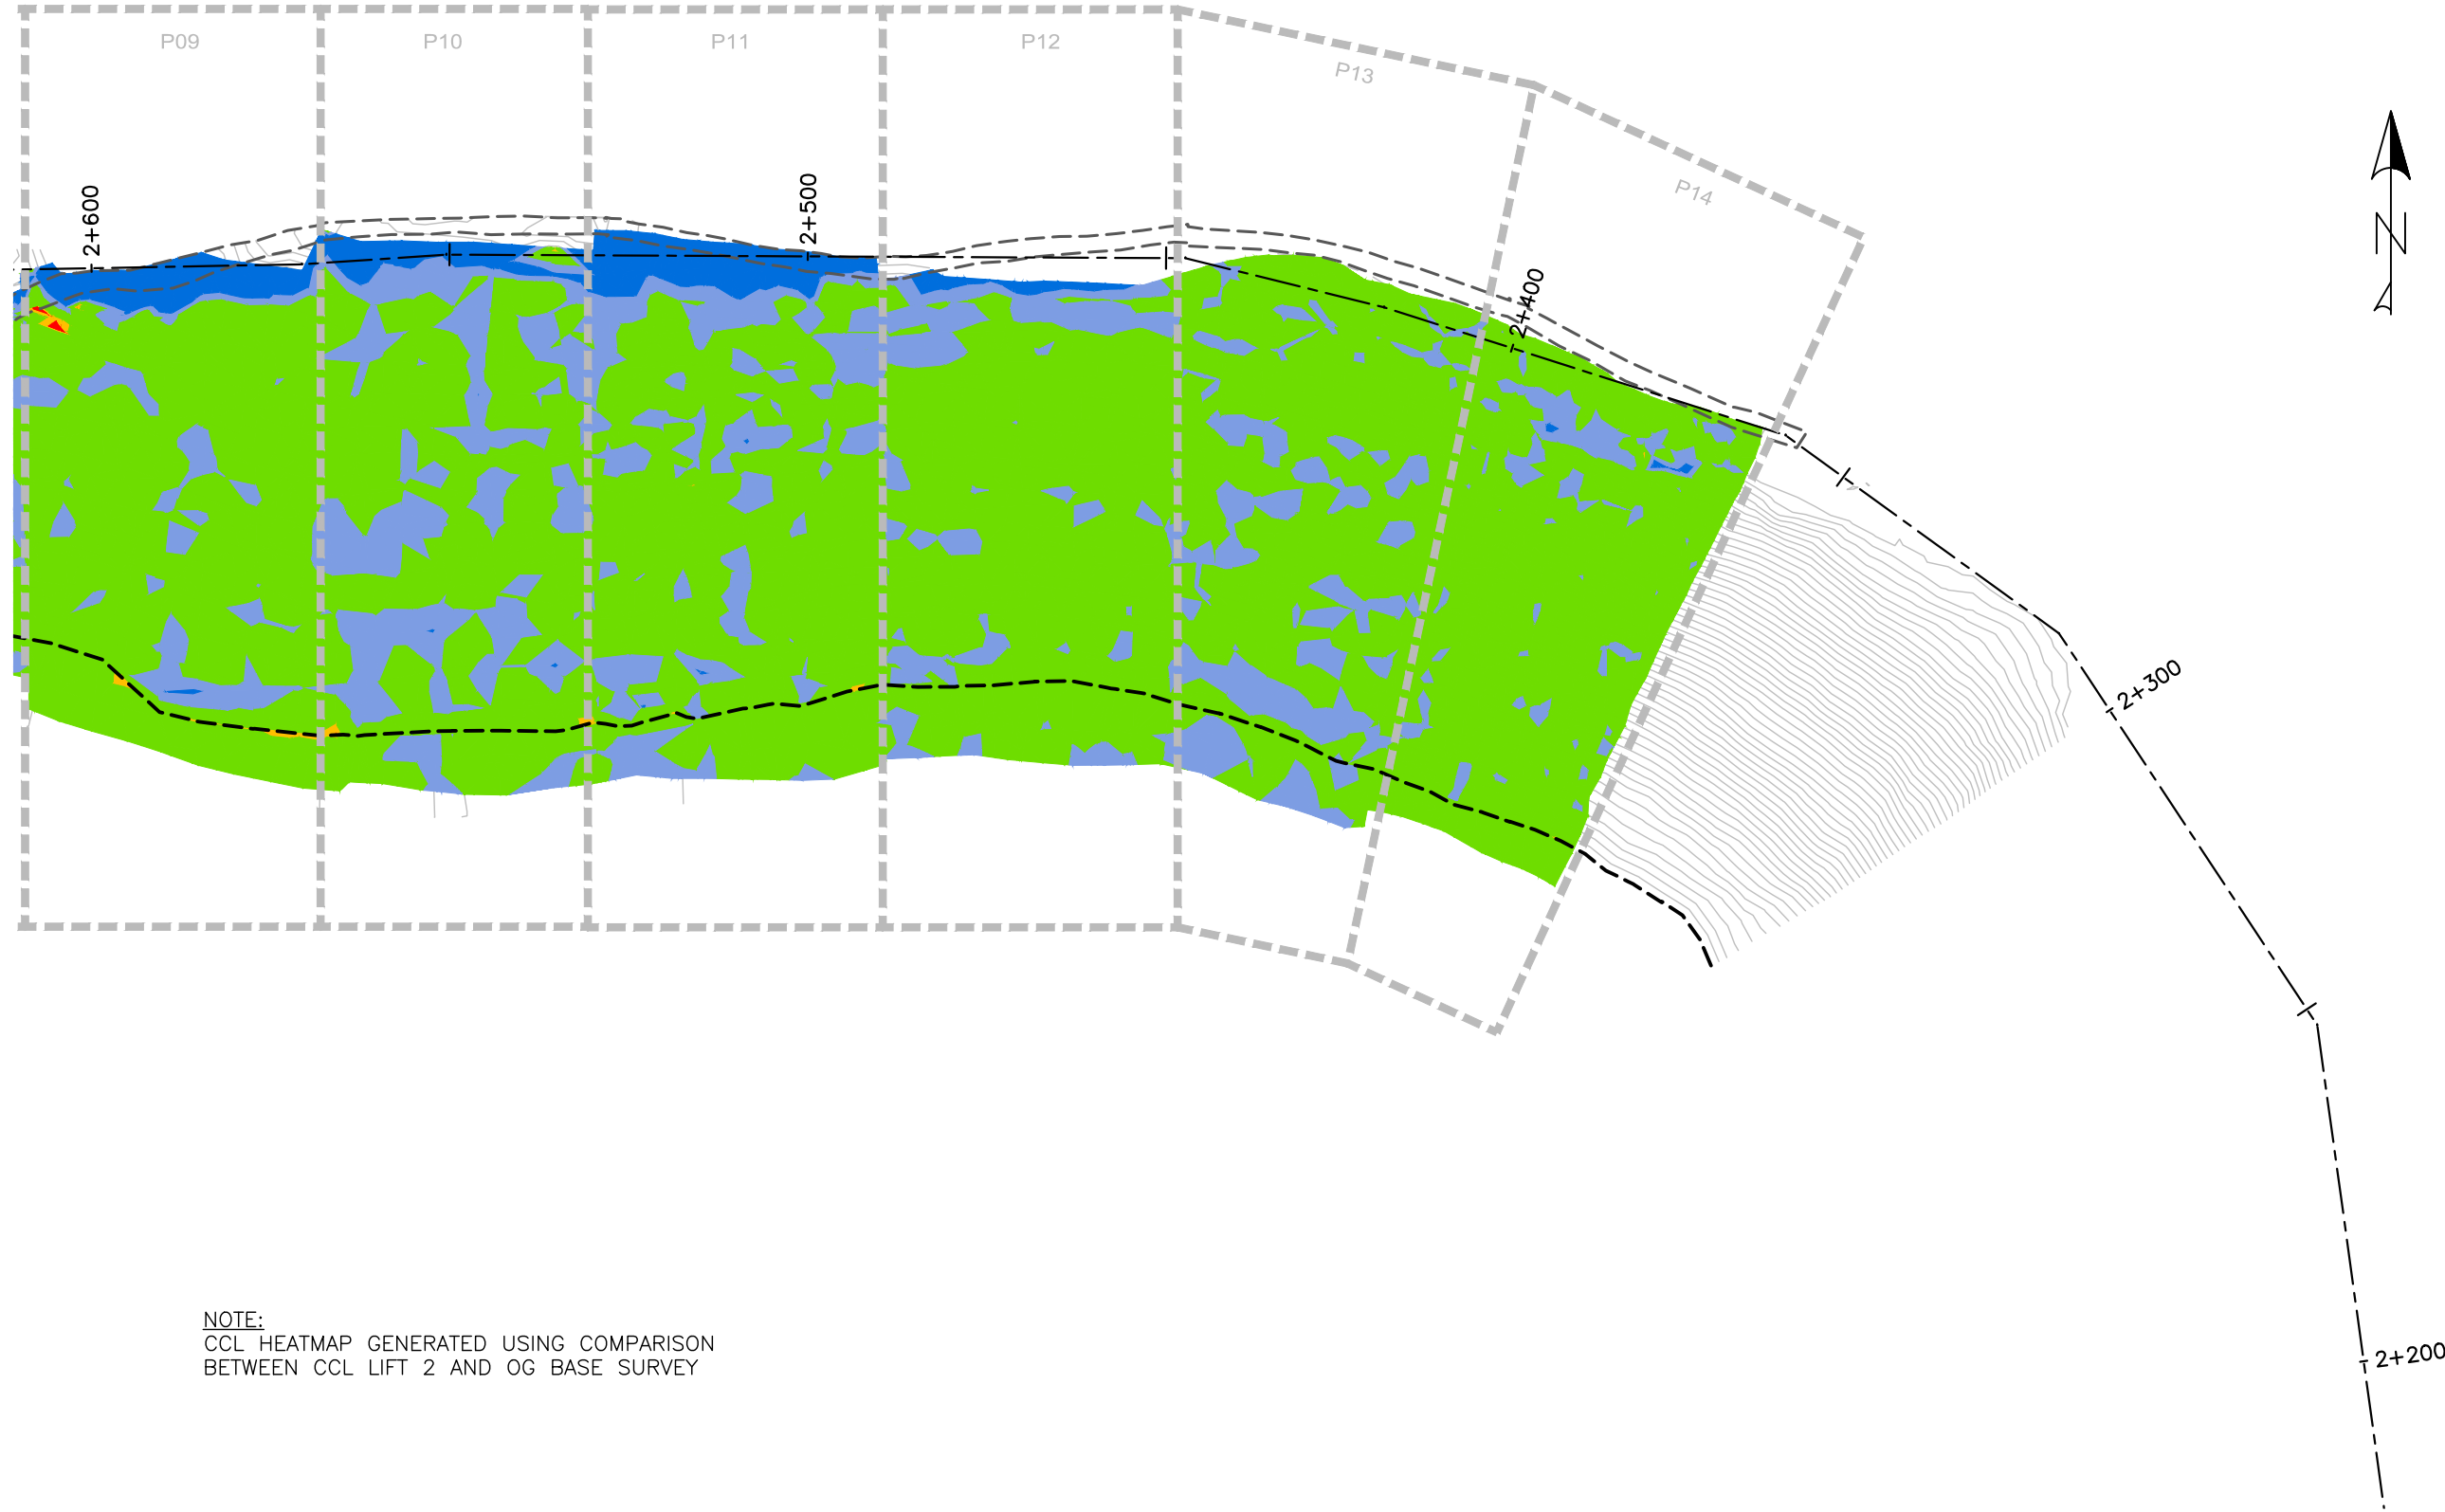 P09
P10
P11
P12
P13
P14
2+600
2+500
2+400
2+300
2+200
N
NOTE:
CCL HEATMAP GENERATED USING COMPARISON
BETWEEN CCL LIFT 2 AND OG BASE SURVEY